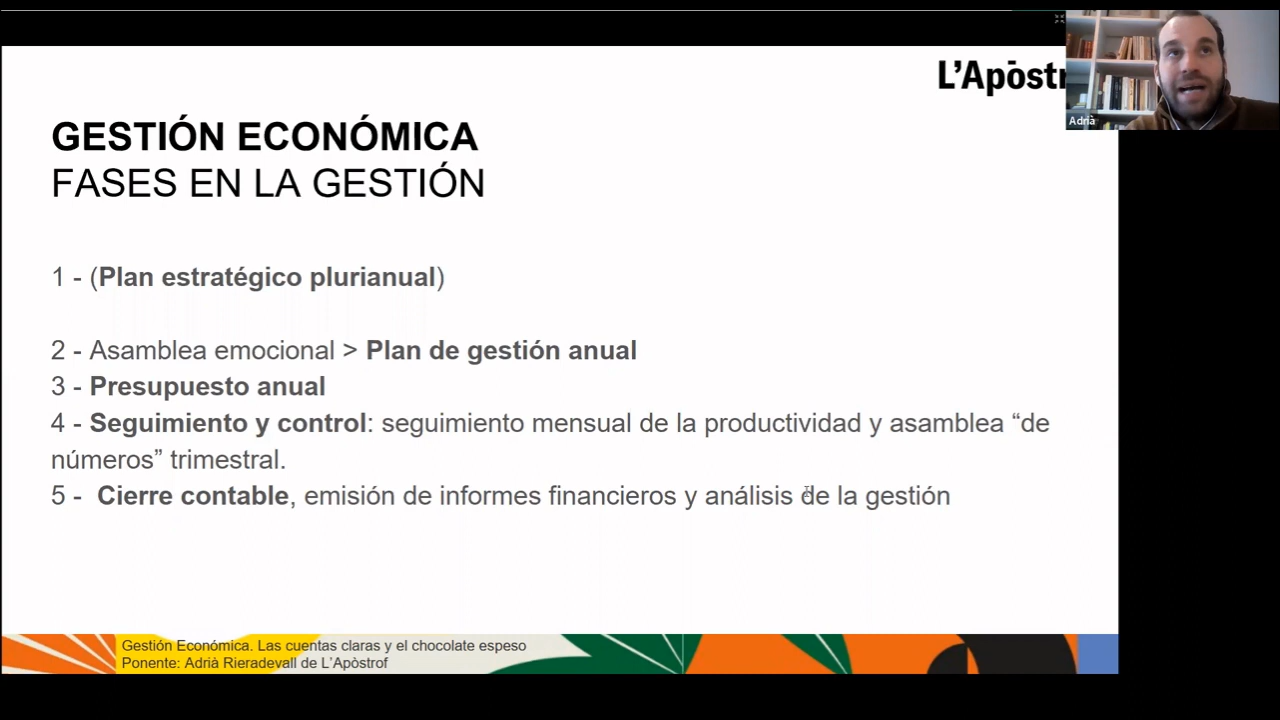 L'Apòstr
Adrià
GESTIÓN ECONÓMICA
FASES EN LA GESTIÓN
1 - (Plan estratégico plurianual)
2 - Asamblea emocional > Plan de gestión anual
3 - Presupuesto anual
4 - Seguimiento y control: seguimiento mensual de la productividad y asamblea “de
números” trimestral.
5 -  Cierre contable, emisión de informes financieros y análisis de la gestión
Gestión Económica. Las cuentas claras y el chocolate espeso
Ponente: Adrià Rieradevall de L'Apòstrof